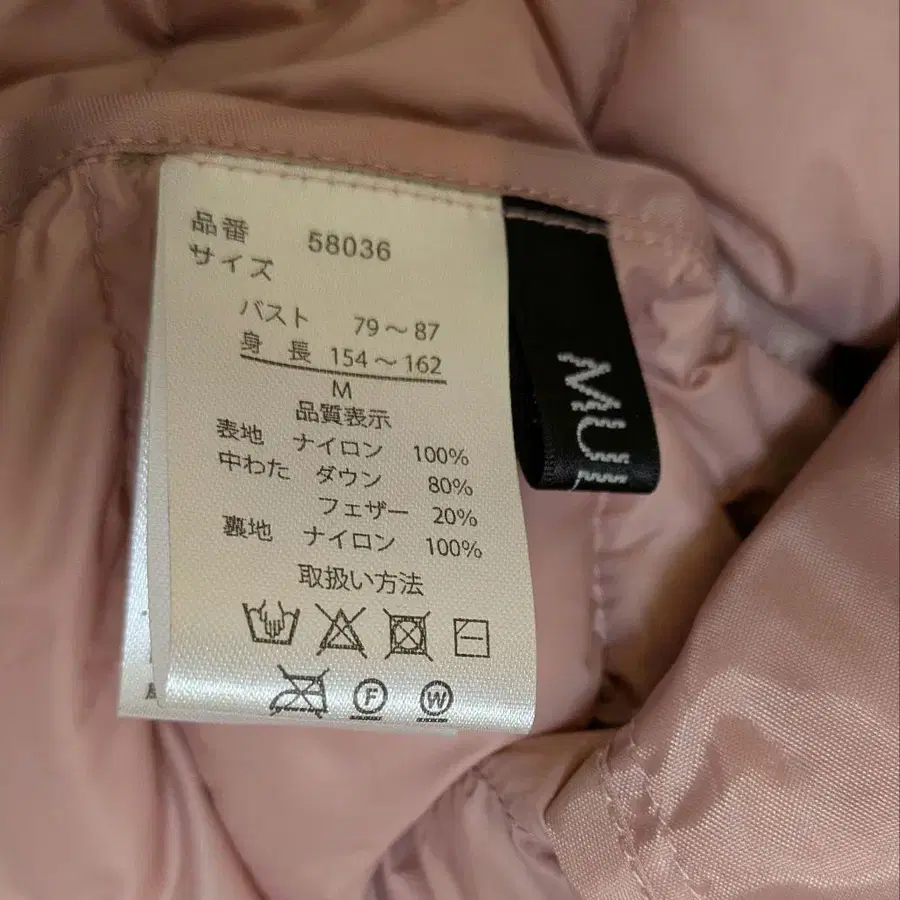 品番 58036
サイズ
バスト 79～87
身長 154～162
M
品質表示
表地 ナイロン 100%
中わた ダウン 80%
フェザー 20%
裏地 ナイロン 100%
取扱い方法
F W
MU